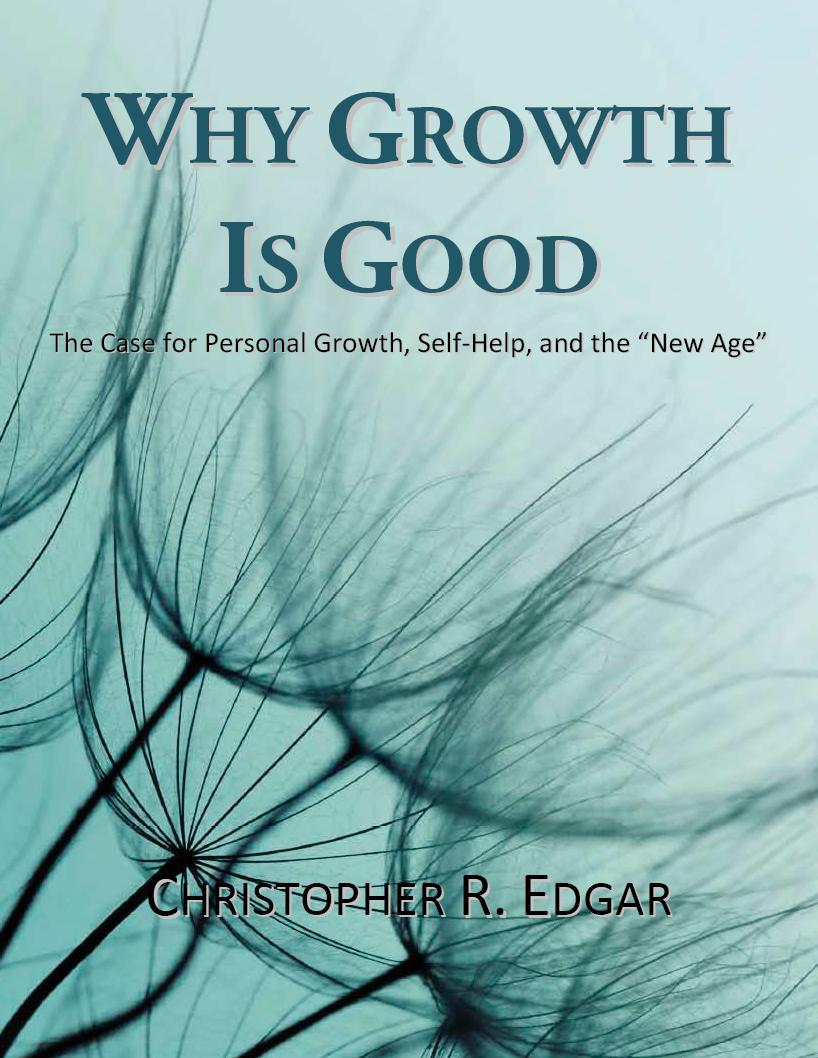 Why Growth
Is Good
The Case for Personal Growth, Self-Help, and the “New Age”
Christopher R. Edgar